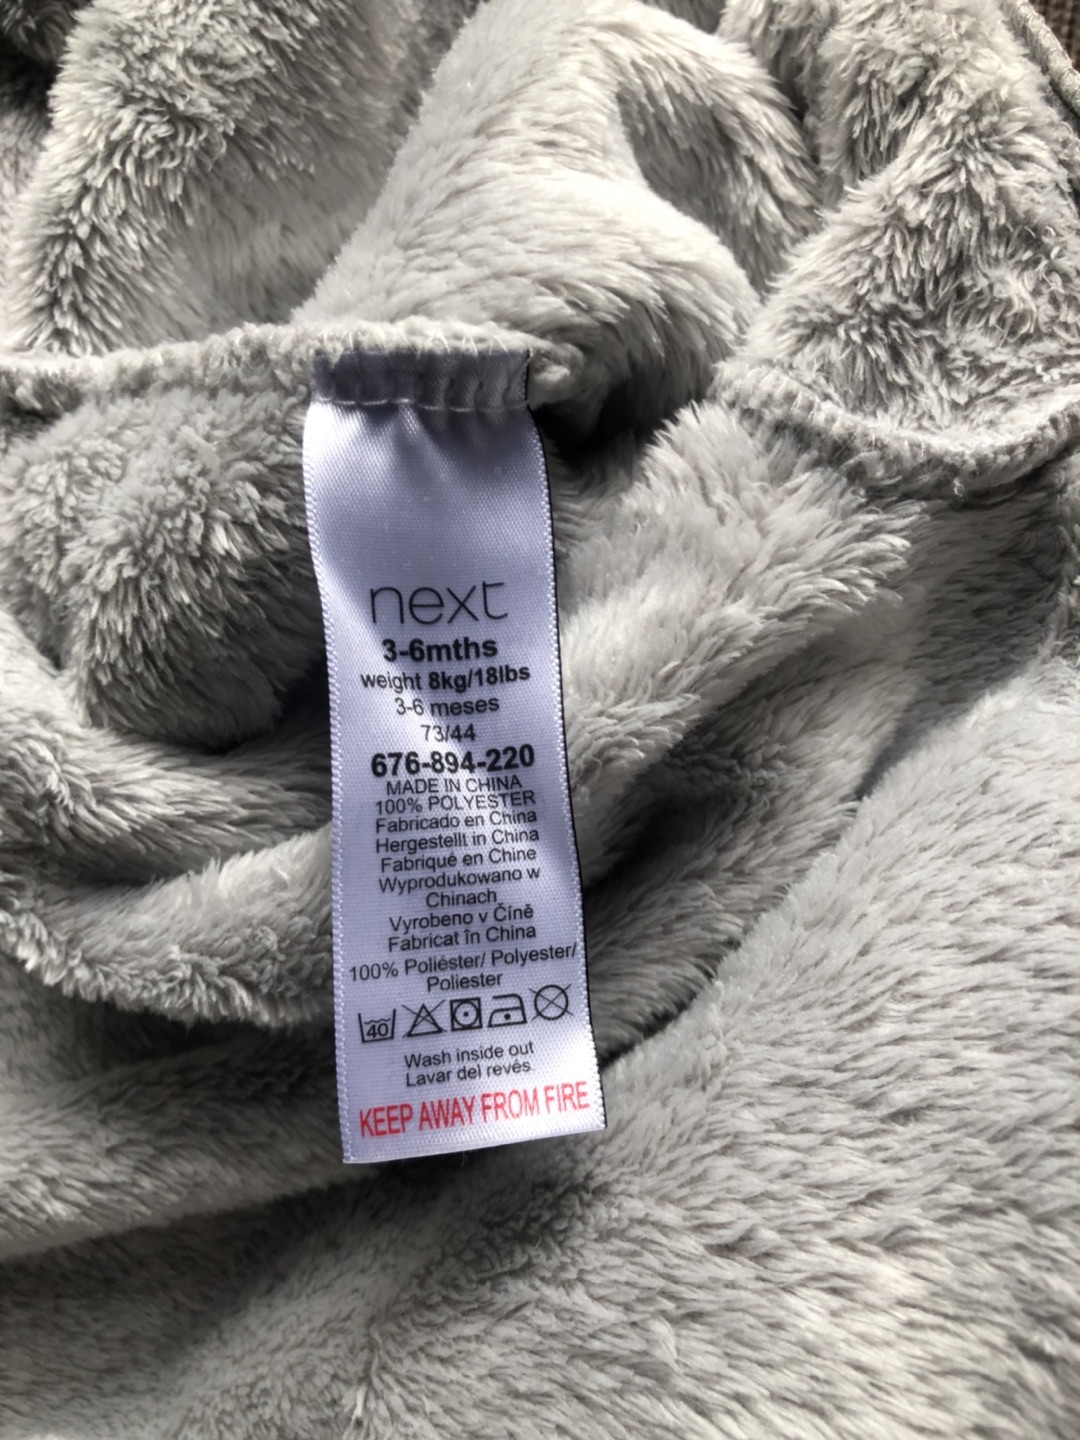 next
3-6mths
weight 8kg/18lbs
3-6 meses
73/44
676-894-220
MADE IN CHINA
100% POLYESTER
Fabricado en China
Hergestellt in China
Fabriqué en Chine
Wyprodukowano w
Chinach
Vyrobeno v Číně
Fabricat în China
100% Poliéster/ Polyester/
Poliester
40
Wash inside out
Lavar del revés
KEEP AWAY FROM FIRE